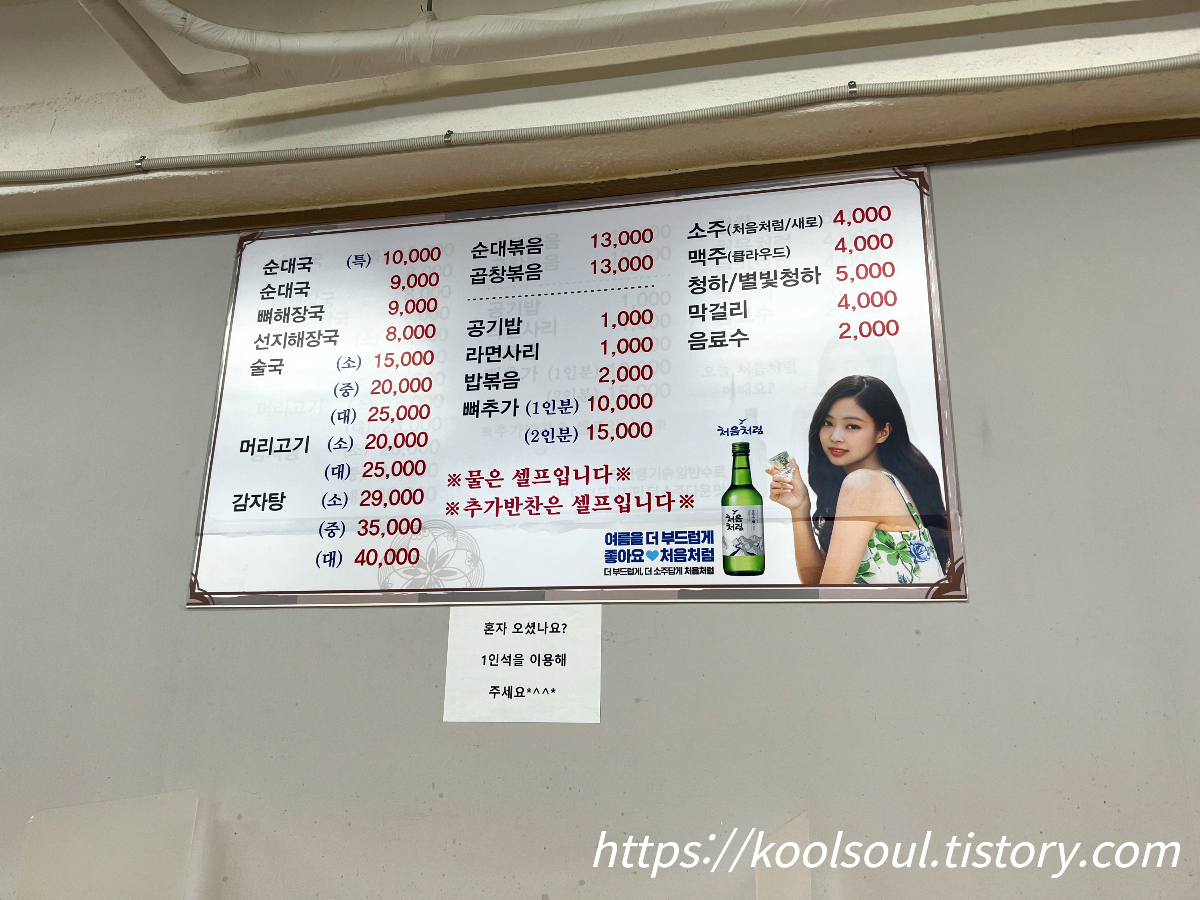 순대국 (특) 10,000
순대국 9,000
뼈해장국 9,000
선지해장국 8,000
술국 (소) 15,000
(중) 20,000
(대) 25,000
머리고기 (소) 20,000
(대) 25,000
감자탕 (소) 29,000
(중) 35,000
(대) 40,000
순대볶음 13,000
곱창볶음 13,000
공기밥 1,000
라면사리 1,000
밥볶음 2,000
뼈추가 (1인분) 10,000
(2인분) 15,000
※물은 셀프입니다※
※추가반찬은 셀프입니다※
소주(처음처럼/새로) 4,000
맥주(클라우드) 4,000
청하/별빛청하 5,000
막걸리 4,000
음료수 2,000
처음처럼
처음
처럼
여름을 더 부드럽게
좋아요♥처음처럼
더 부드럽게, 더 소주답게 처음처럼
혼자 오셨나요?
1인석을 이용해
주세요*^^*
https://koolsoul.tistory.com